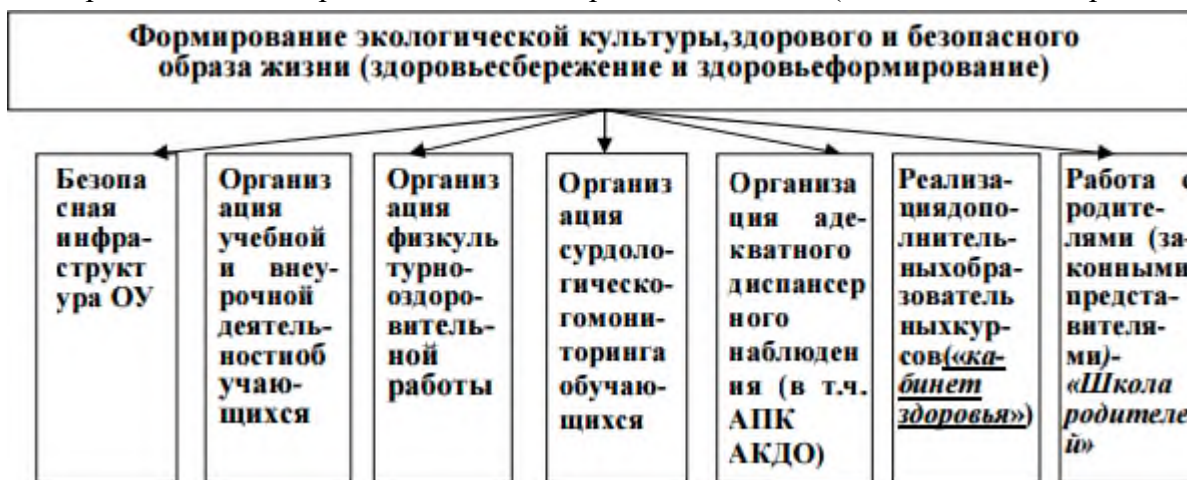 Формирование экологической культуры,здорового и безопасного
образа жизни (здоровьесбережение и здоровьеформирование)
Безопа
сная
инфра-
структ
ура ОУ
Организ
ация
учебной
и внеу-
рочной
деятель-
ностиоб
учаю-
щихся
Организ
ация
физкуль
турно-
оздоро-
витель-
ной
работы
Организ
ация
сурдоло-
гическо-
гомони-
торинга
обучаю-
щихся
Организа
ция аде-
кватного
диспансер
ного
наблюден
ия (в т.ч.
АПК
АКДО)
Реализа-
циядопо-
лнитель-
ныхобра-
зователь
ныхкур-
сов(«ка-
бинет
здоровья»)
Работа с
родите-
лями (за-
конными
предста-
вителя-
ми)-
«Школа
родителе
й»